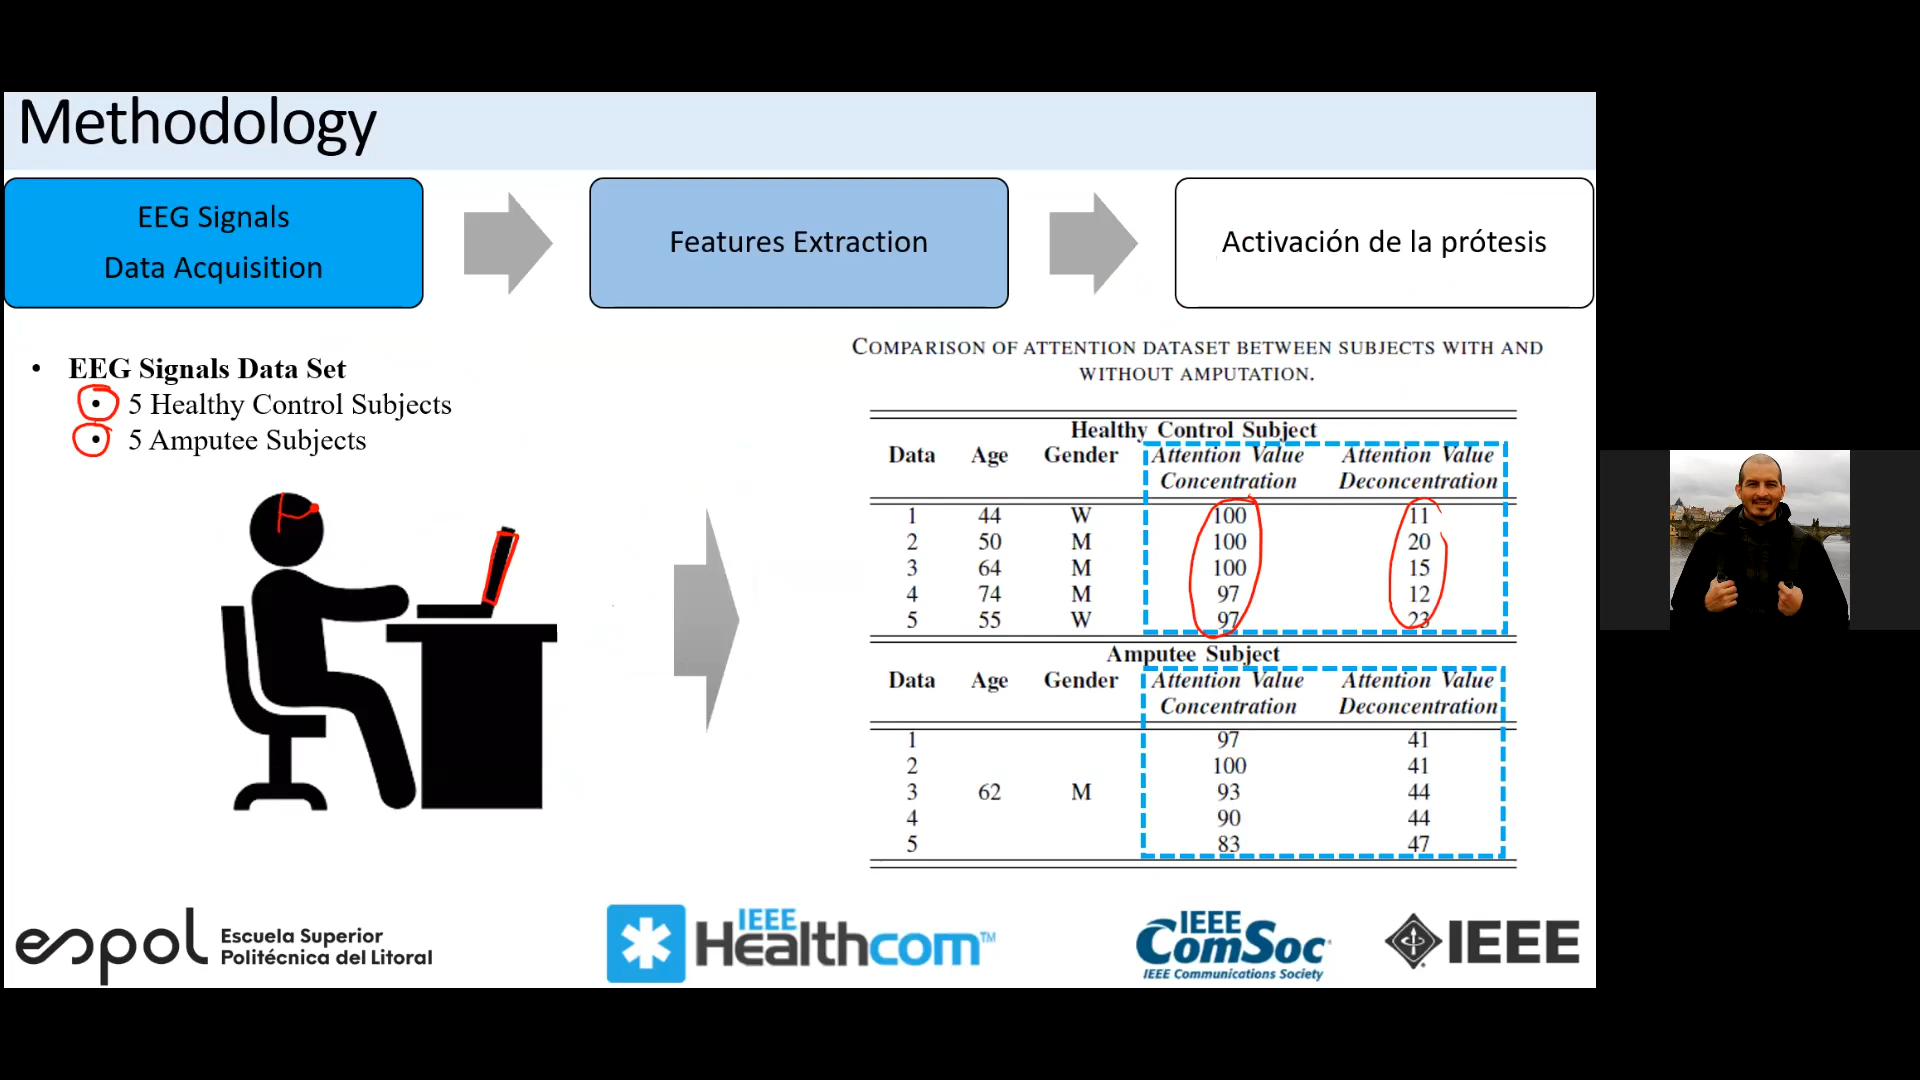 Methodology
EEG Signals
Data Acquisition
Features Extraction
Activación de la prótesis
• EEG Signals Data Set
• 5 Healthy Control Subjects
• 5 Amputee Subjects
COMPARISON OF ATTENTION DATASET BETWEEN SUBJECTS WITH AND
WITHOUT AMPUTATION.
Healthy Control Subject
Data Age Gender Attention Value Attention Value
Concentration Deconcentration
1 44 W 100 11
2 50 M 100 20
3 64 M 100 15
4 74 M 97 12
5 55 W 97 23
Amputee Subject
Data Age Gender Attention Value Attention Value
Concentration Deconcentration
1 97 41
2 100 41
3 62 M 93 44
4 90 44
5 83 47
espol Escuela Superior
Politécnica del Litoral
IEEE
Healthcom™
IEEE
ComSoc
IEEE Communications Society
IEEE